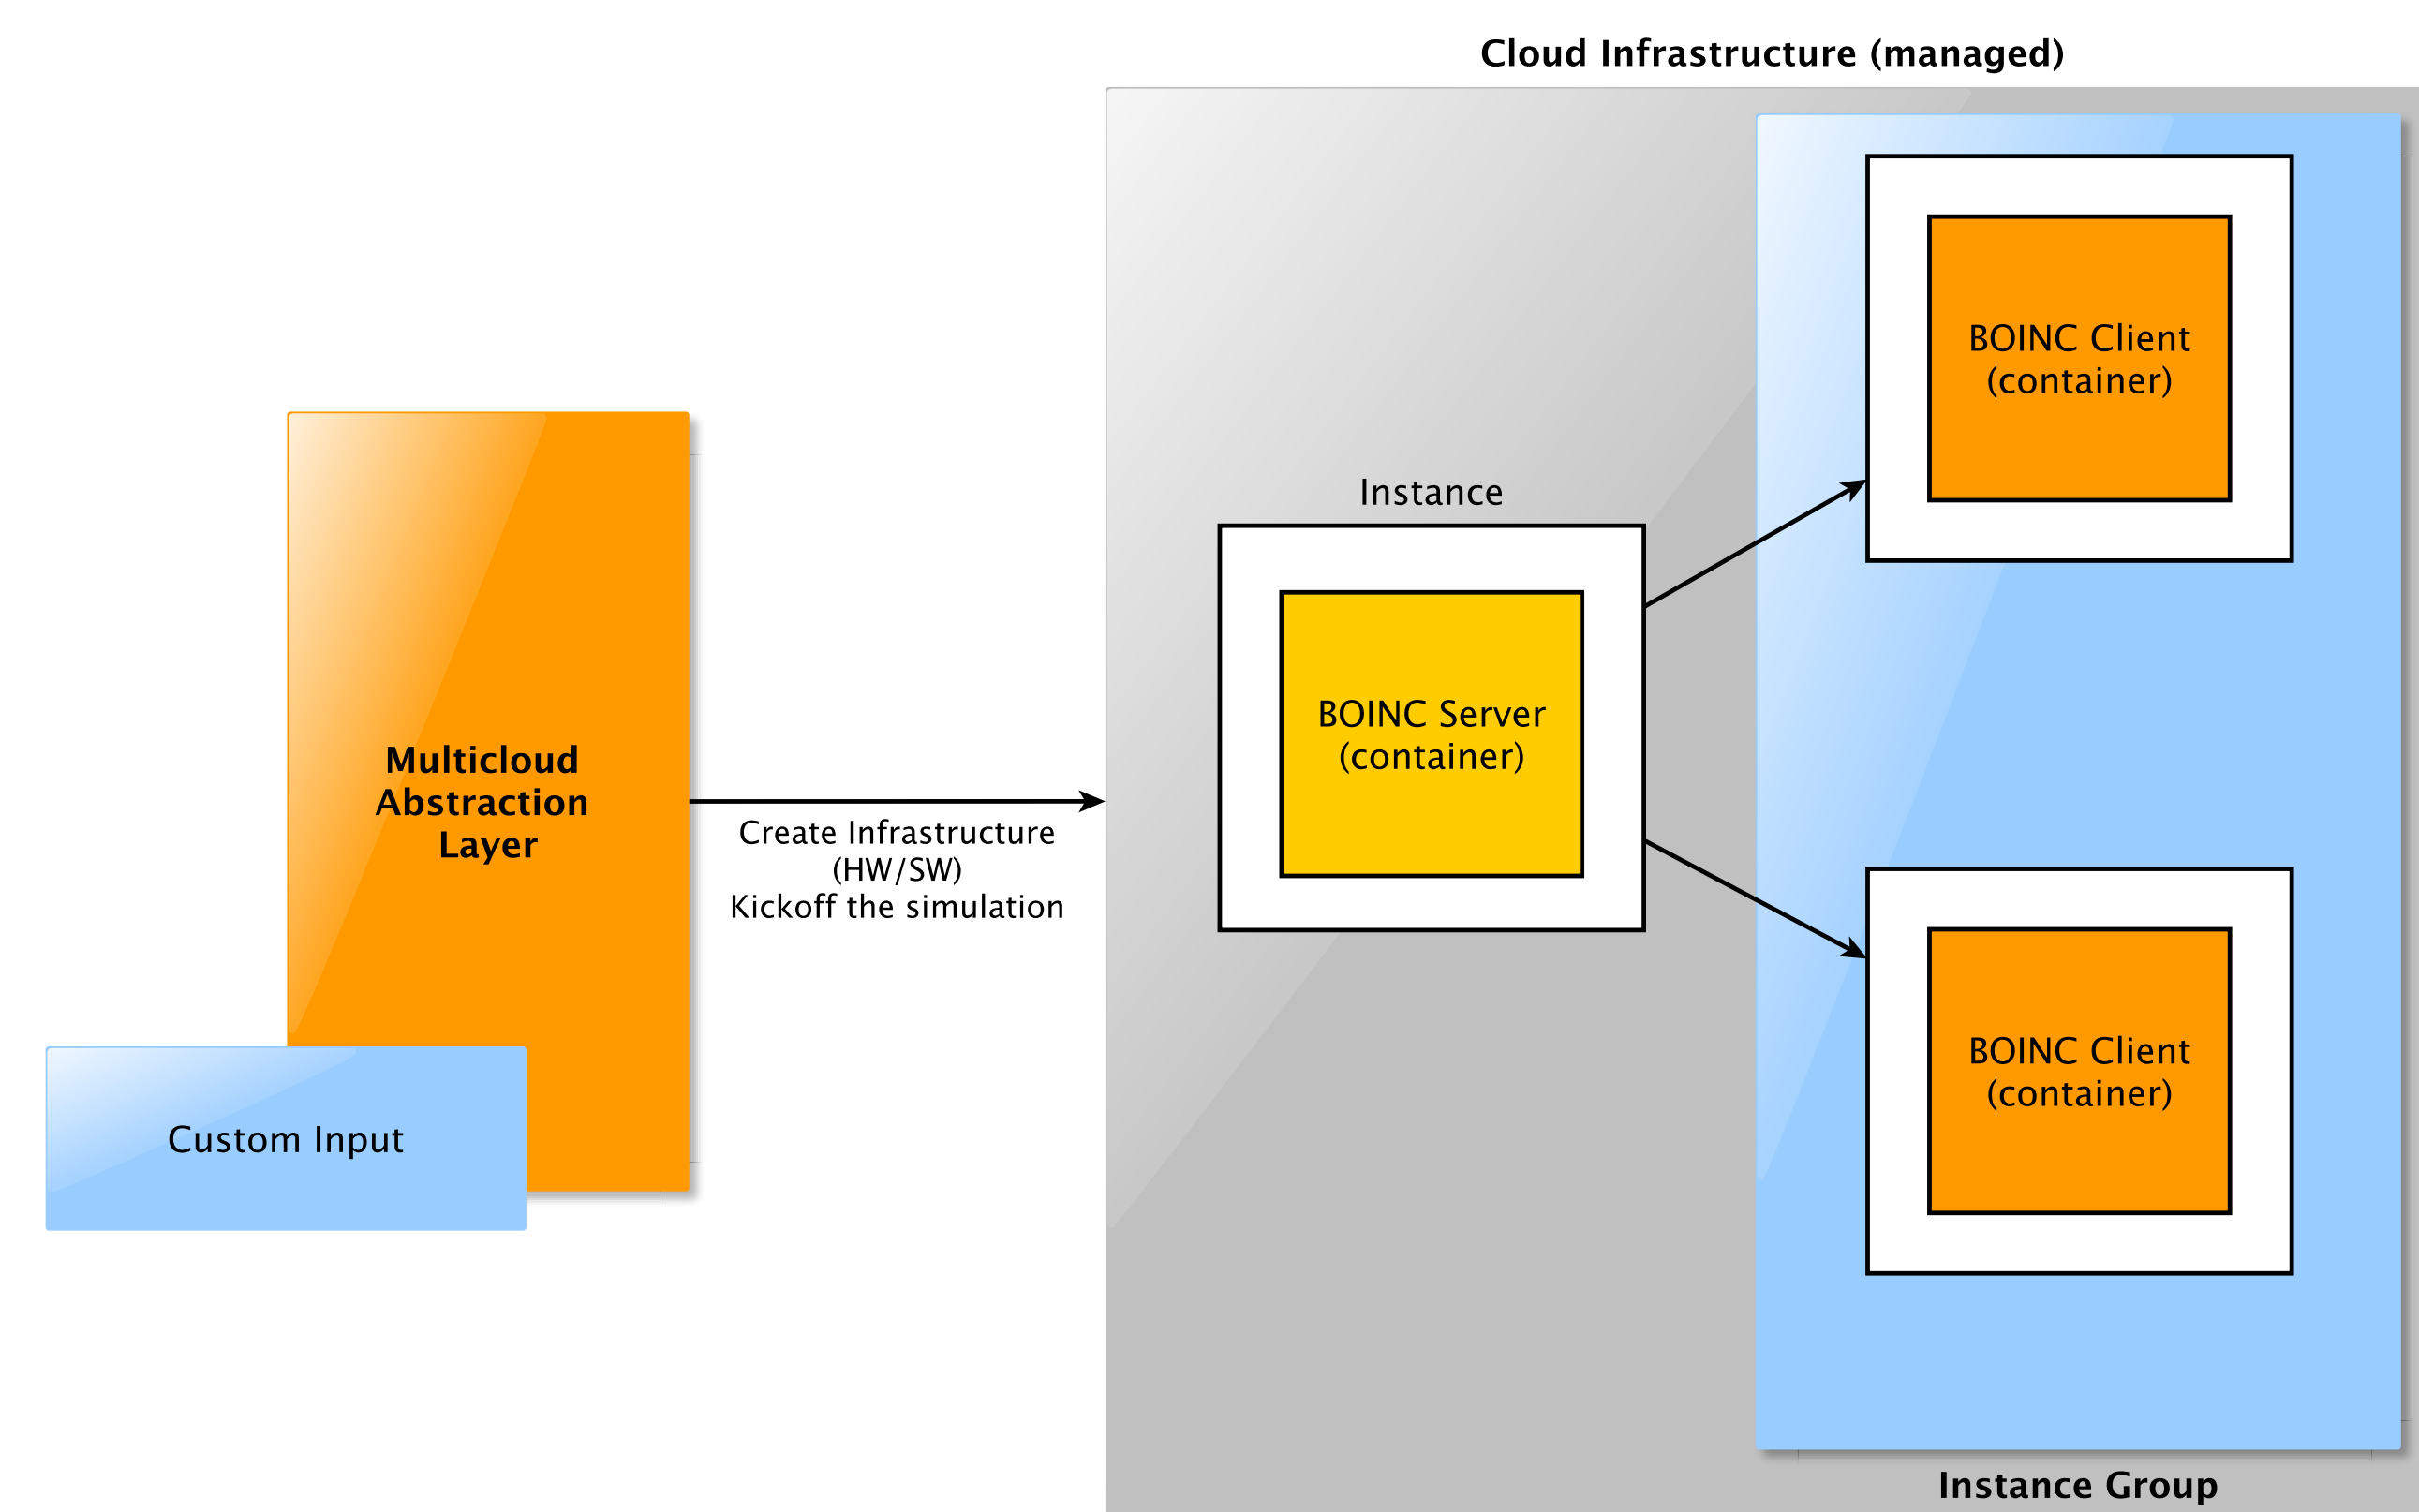 Cloud Infrastructure (managed)
BOINC Client
(container)
Instance
BOINC Server
(container)
Multicloud
Abstraction
Layer
Create Infrastructure
(HW/SW)
Kickoff the simulation
BOINC Client
(container)
Custom Input
Instance Group